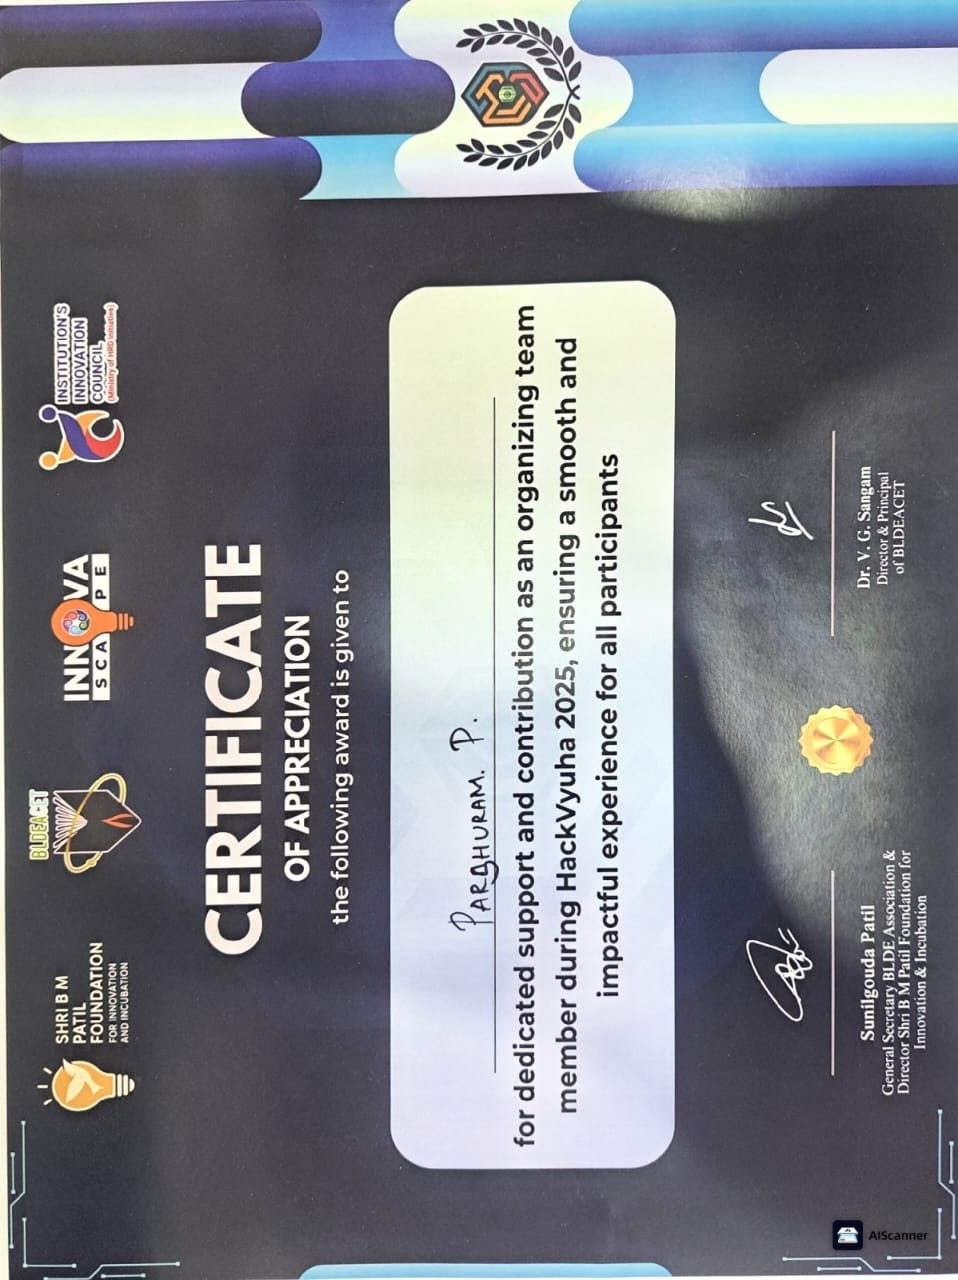 SHRI B M
PATIL
FOUNDATION
FOR INNOVATION
AND INCUBATION
BLDEACET
INNOVA
SCAPE
INSTITUTION'S
INNOVATION
COUNCIL
(Ministry of HRD Initiative)
CERTIFICATE
OF APPRECIATION
the following award is given to
PARSHURAM. P.
for dedicated support and contribution as an organizing team
member during HackVyuha 2025, ensuring a smooth and
impactful experience for all participants
Sunilgouda Patil
General Secretary BLDE Association &
Director Shri B M Patil Foundation for
Innovation & Incubation
Dr. V. G. Sangam
Director & Principal
of BLDEACET
AIScanner